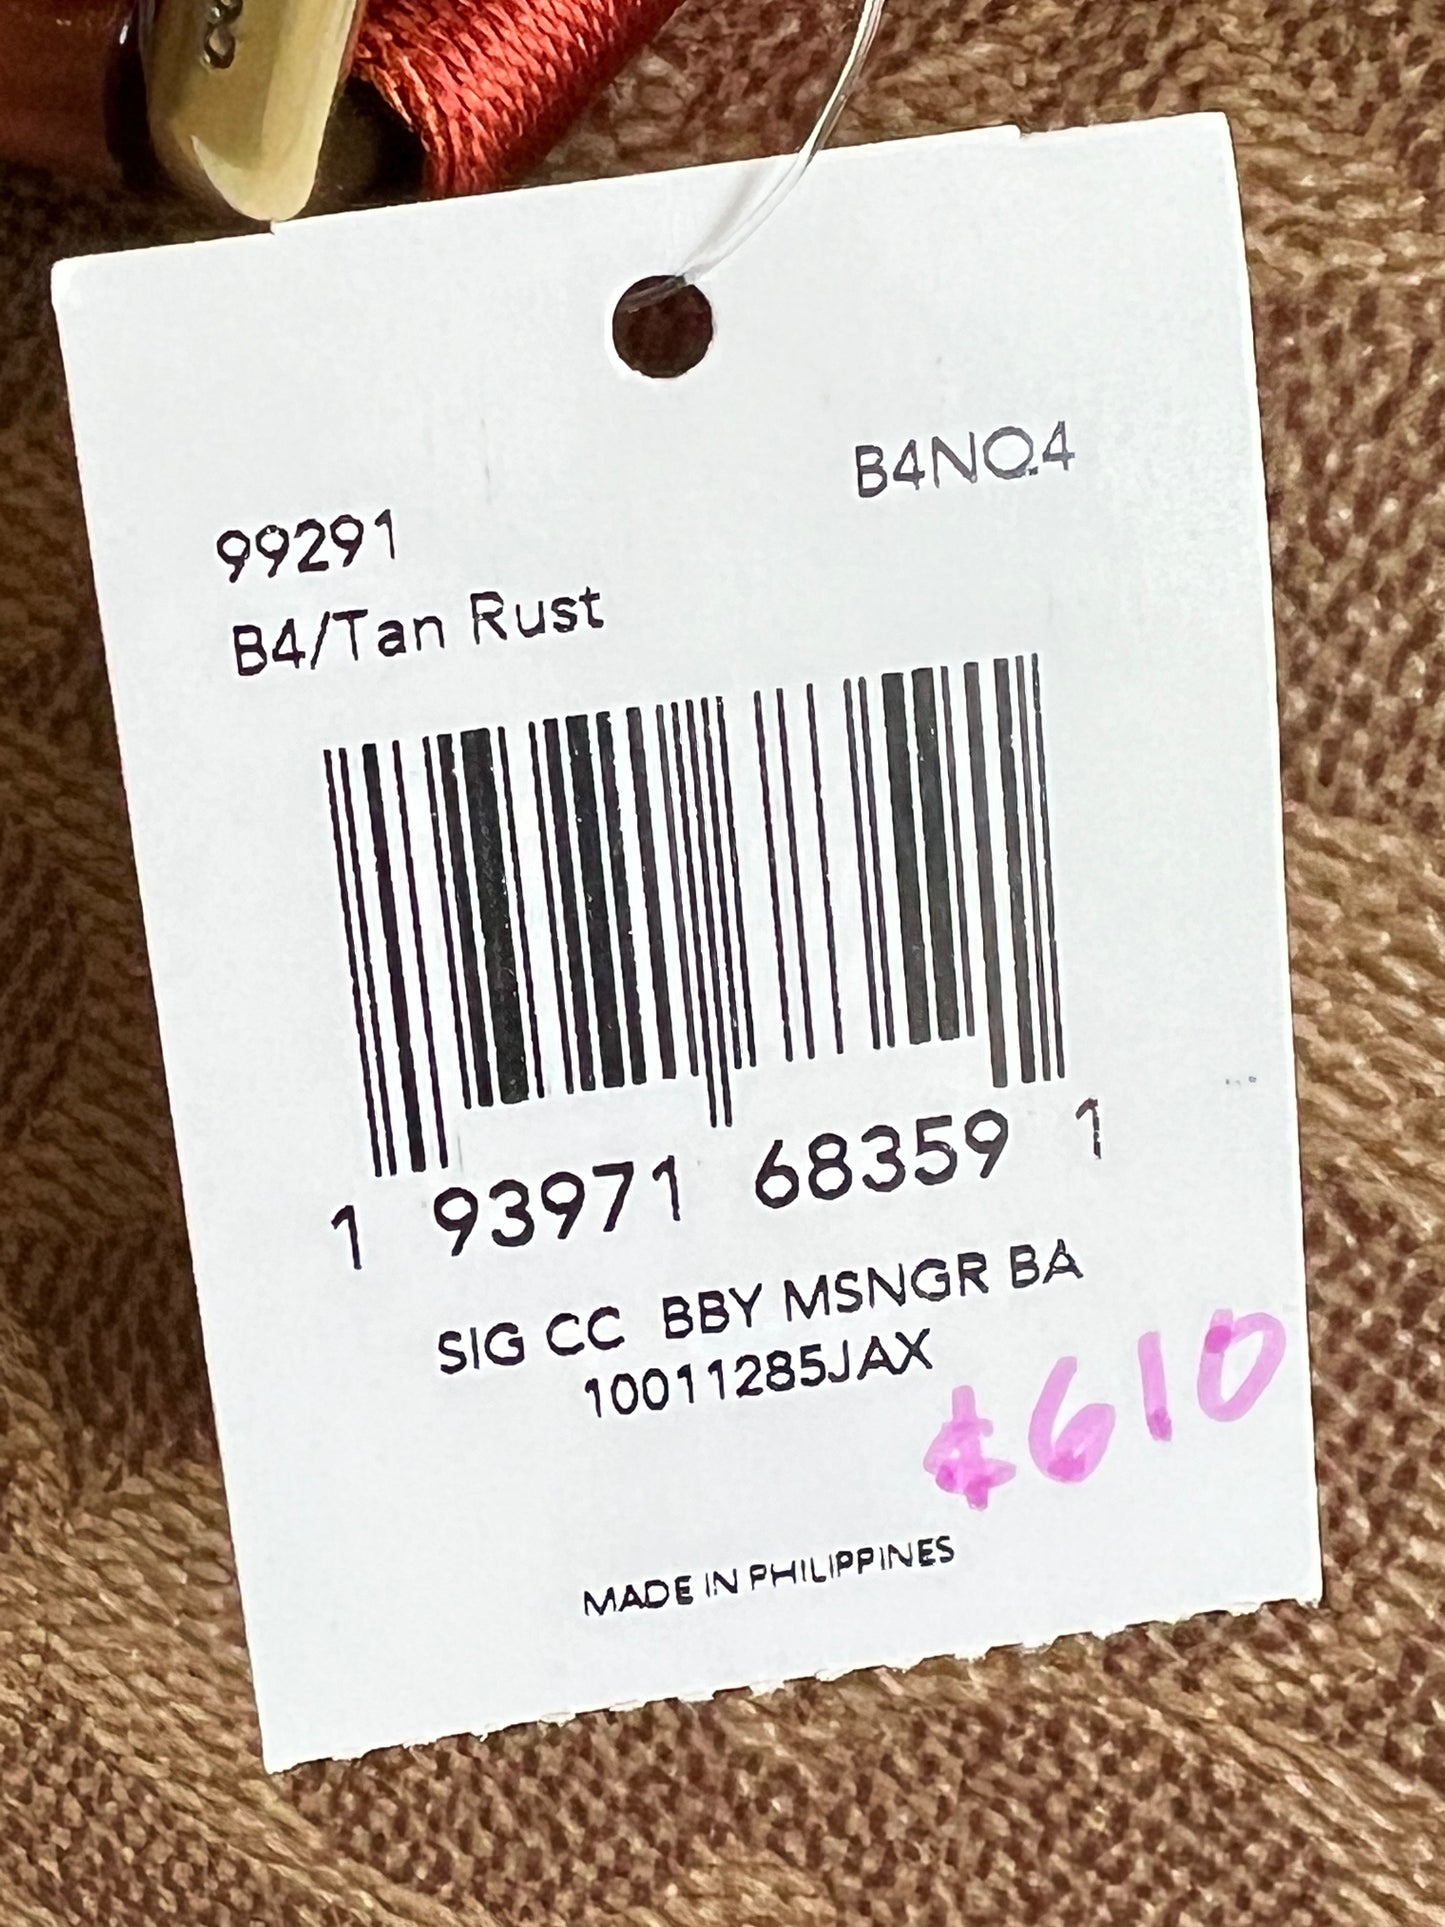 8
B4NQ4
99291
B4/Tan Rust
1 93971 68359 1
SIG CC BBY MSNGR BA
10011285JAX
$610
MADE IN PHILIPPINES